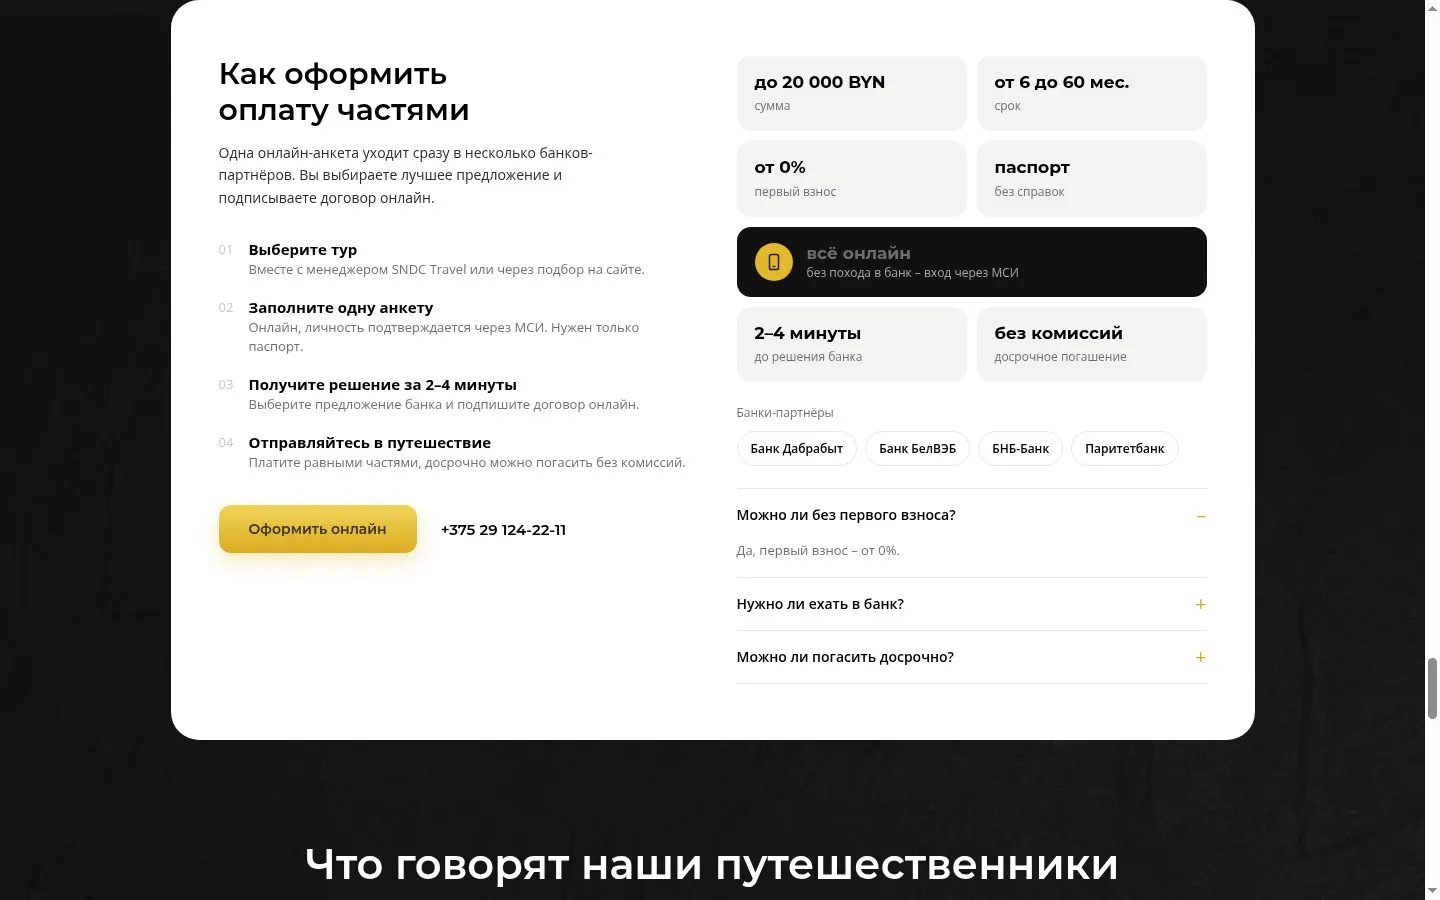 Как оформить
оплату частями
Одна онлайн-анкета уходит сразу в несколько банков-
партнёров. Вы выбираете лучшее предложение и
подписываете договор онлайн.
01 Выберите тур
Вместе с менеджером SNDC Travel или через подбор на сайте.
02 Заполните одну анкету
Онлайн, личность подтверждается через МСИ. Нужен только
паспорт.
03 Получите решение за 2–4 минуты
Выберите предложение банка и подпишите договор онлайн.
04 Отправляйтесь в путешествие
Платите равными частями, досрочно можно погасить без комиссий.
Оформить онлайн
+375 29 124-22-11
до 20 000 BYN
сумма
от 6 до 60 мес.
срок
от 0%
первый взнос
паспорт
без справок
всё онлайн
без похода в банк – вход через МСИ
2–4 минуты
до решения банка
без комиссий
досрочное погашение
Банки-партнёры
Банк Дабрабыт
Банк БелВЭБ
БНБ-Банк
Паритетбанк
Можно ли без первого взноса? –
Да, первый взнос – от 0%.
Нужно ли ехать в банк? +
Можно ли погасить досрочно? +
Что говорят наши путешественники